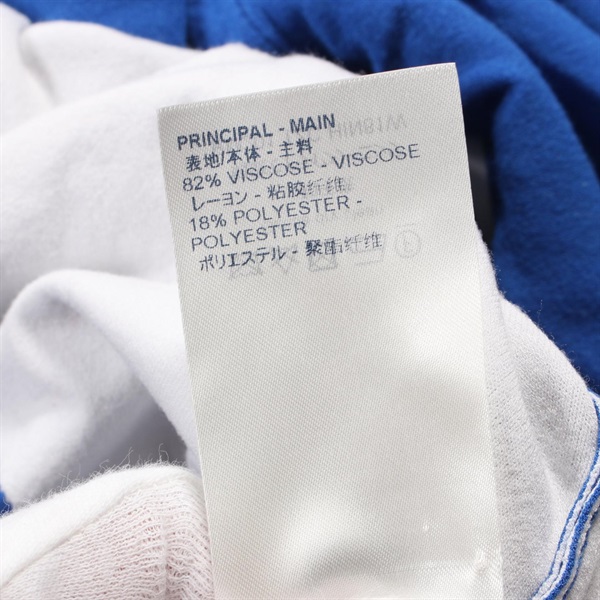 PRINCIPAL - MAIN
表地/本体 - 主料
82% VISCOSE - VISCOSE
レーヨン - 粘胶纤维
18% POLYESTER -
POLYESTER
ポリエステル - 聚酯纤维